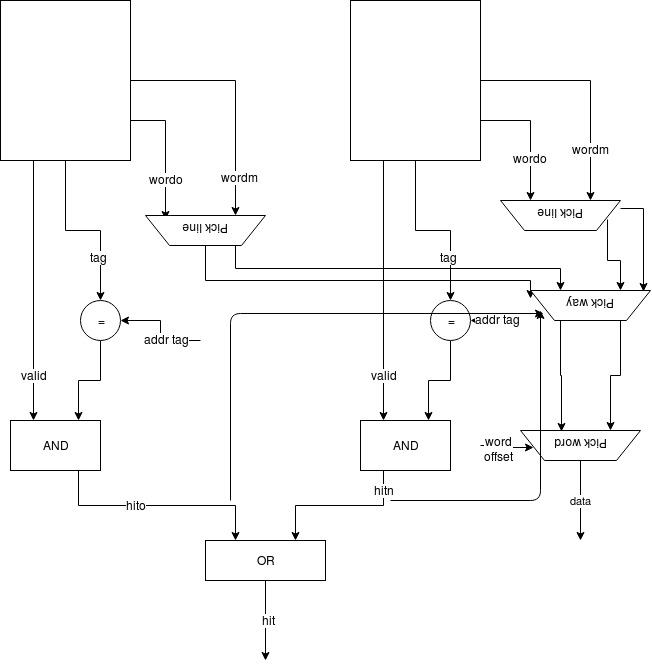 wordo
wordm
wordo
wordm
Pick line
Pick line
tag
tag
Pick way
=
addr tag
=
addr tag
valid
valid
AND
AND
Pick word
word
offset
hito
hitn
data
OR
hit